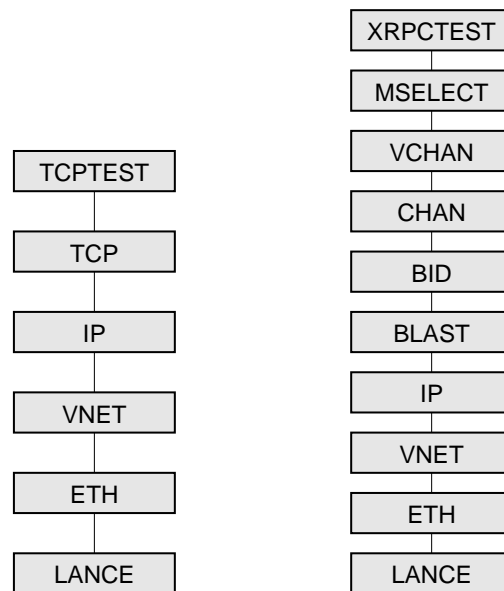 TCPTEST
TCP
IP
VNET
ETH
LANCE
XRPCTEST
MSELECT
VCHAN
CHAN
BID
BLAST
IP
VNET
ETH
LANCE